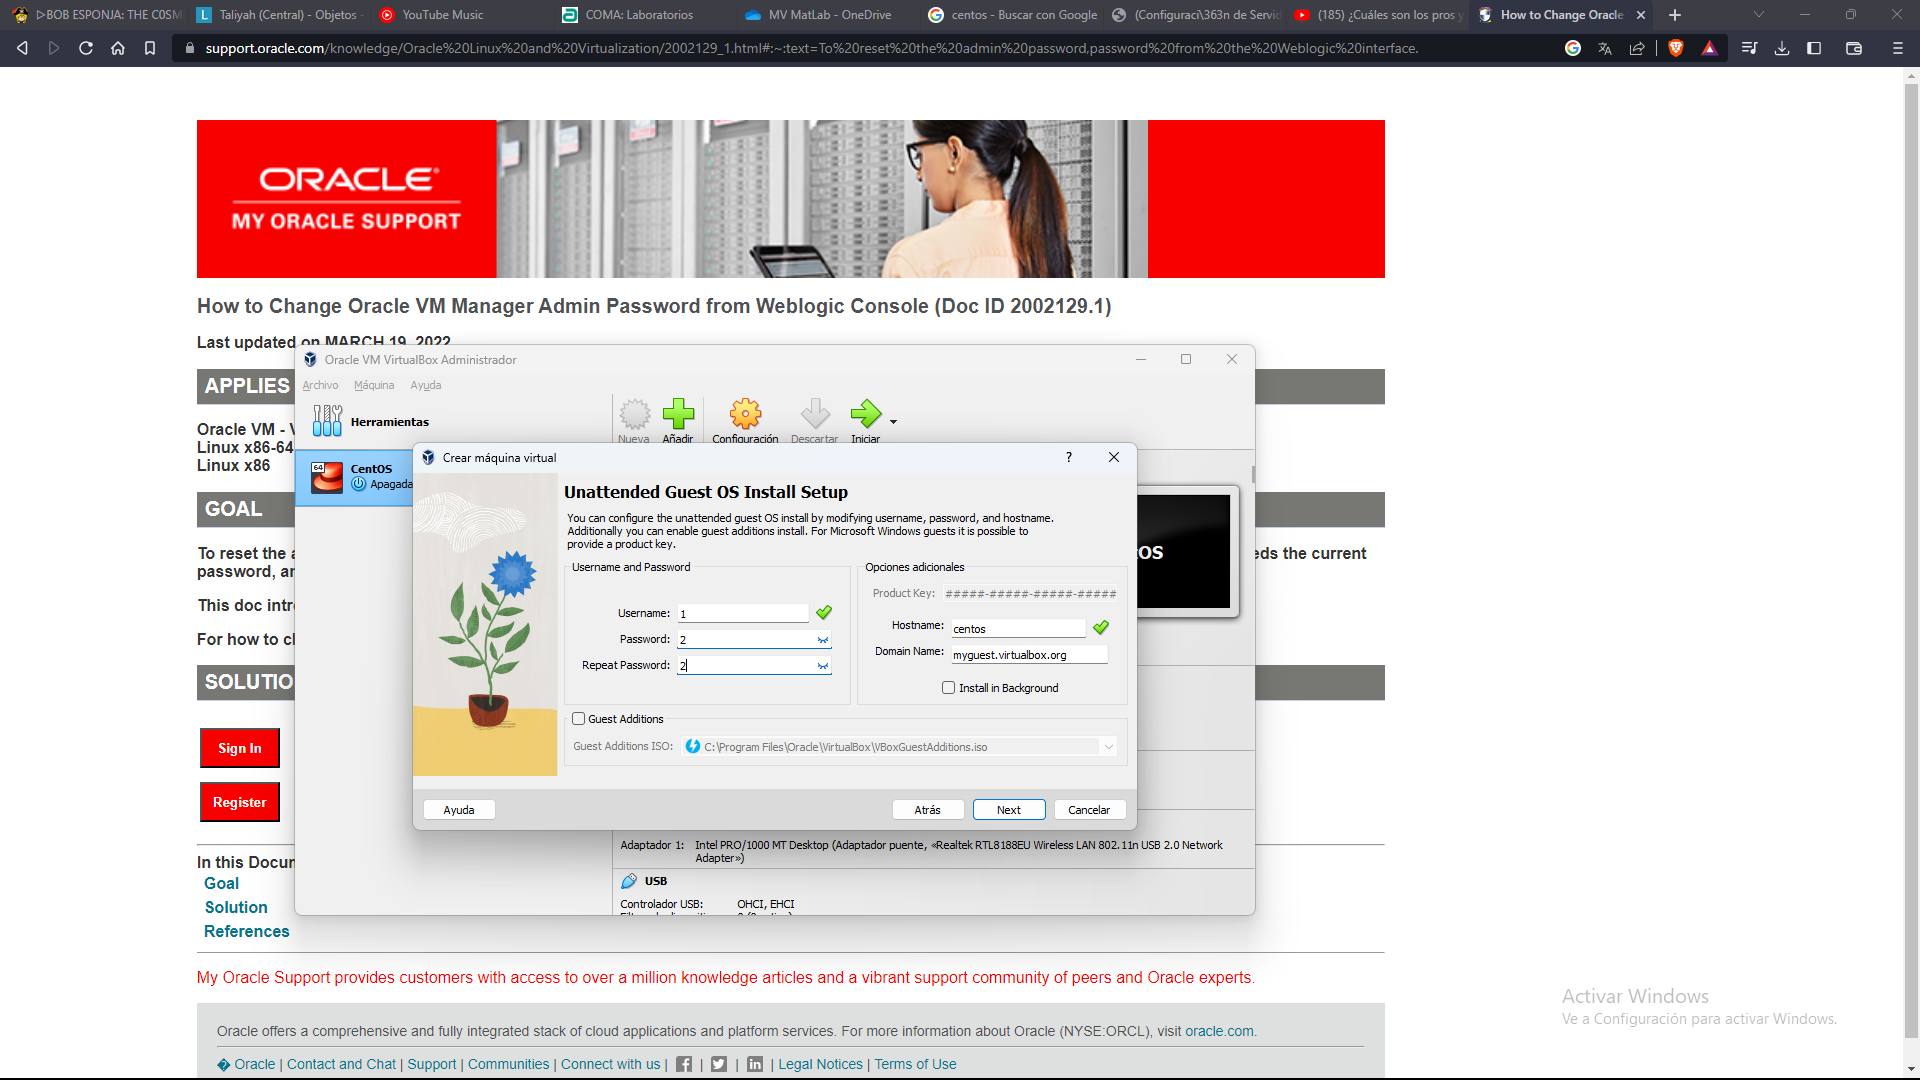 ▷BOB ESPONJA: THE COSM
Taliyah (Central) - Objetos
YouTube Music
COMA: Laboratorios
MV MatLab - OneDrive
centos - Buscar con Google
(Configuraci\363n de Servid
(185) ¿Cuáles son los pros y
How to Change Oracle
support.oracle.com/knowledge/Oracle%20Linux%20and%20Virtualization/2002129_1.html#:~:text=To%20reset%20the%20admin%20password,password%20from%20the%20Weblogic%20interface.
ORACLE
MY ORACLE SUPPORT
How to Change Oracle VM Manager Admin Password from Weblogic Console (Doc ID 2002129.1)
Last updated on MARCH 19, 2022
APPLIES
Oracle VM - V
Linux x86-64
Linux x86
GOAL
To reset the a
eds the current
password, an
This doc intro
For how to cl
SOLUTIO
Sign In
Register
In this Docun
Goal
Solution
References
Oracle VM VirtualBox Administrador
Archivo
Máquina
Ayuda
Herramientas
Nueva
Añadir
Configuración
Descartar
Iniciar
64
CentOS
Apagada
OS
Crear máquina virtual
?
Unattended Guest OS Install Setup
You can configure the unattended guest OS install by modifying username, password, and hostname.
Additionally you can enable guest additions install. For Microsoft Windows guests it is possible to
provide a product key.
Username and Password
Username: 1
Password: 2
Repeat Password: 2
Opciones adicionales
Product Key: #####-#####-#####-#####
Hostname: centos
Domain Name: myguest.virtualbox.org
Install in Background
Guest Additions
Guest Additions ISO: C:\Program Files\Oracle\VirtualBox\VBoxGuestAdditions.iso
Ayuda
Atrás
Next
Cancelar
Adaptador 1: Intel PRO/1000 MT Desktop (Adaptador puente, «Realtek RTL8188EU Wireless LAN 802.11n USB 2.0 Network
Adapter»)
USB
Controlador USB: OHCI, EHCI
My Oracle Support provides customers with access to over a million knowledge articles and a vibrant support community of peers and Oracle experts.
Oracle offers a comprehensive and fully integrated stack of cloud applications and platform services. For more information about Oracle (NYSE:ORCL), visit oracle.com.
� Oracle | Contact and Chat | Support | Communities | Connect with us | | | | Legal Notices | Terms of Use
Activar Windows
Ve a Configuración para activar Windows.